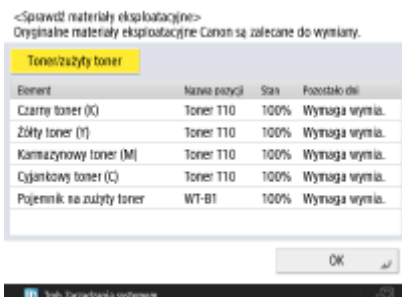 <Sprawdź materiały eksploatacyjne>
Oryginalne materiały eksploatacyjne Canon są zalecane do wymiany.
Toner/zużyty toner
Element Nazwa pozycji Stan Pozostało dni
Czarny toner (K) Toner T10 100% Wymaga wymia.
Żółty toner (Y) Toner T10 100% Wymaga wymia.
Karmazynowy toner (M) Toner T10 100% Wymaga wymia.
Cyjankowy toner (C) Toner T10 100% Wymaga wymia.
Pojemnik na zużyty toner WT-B1 100% Wymaga wymia.
OK